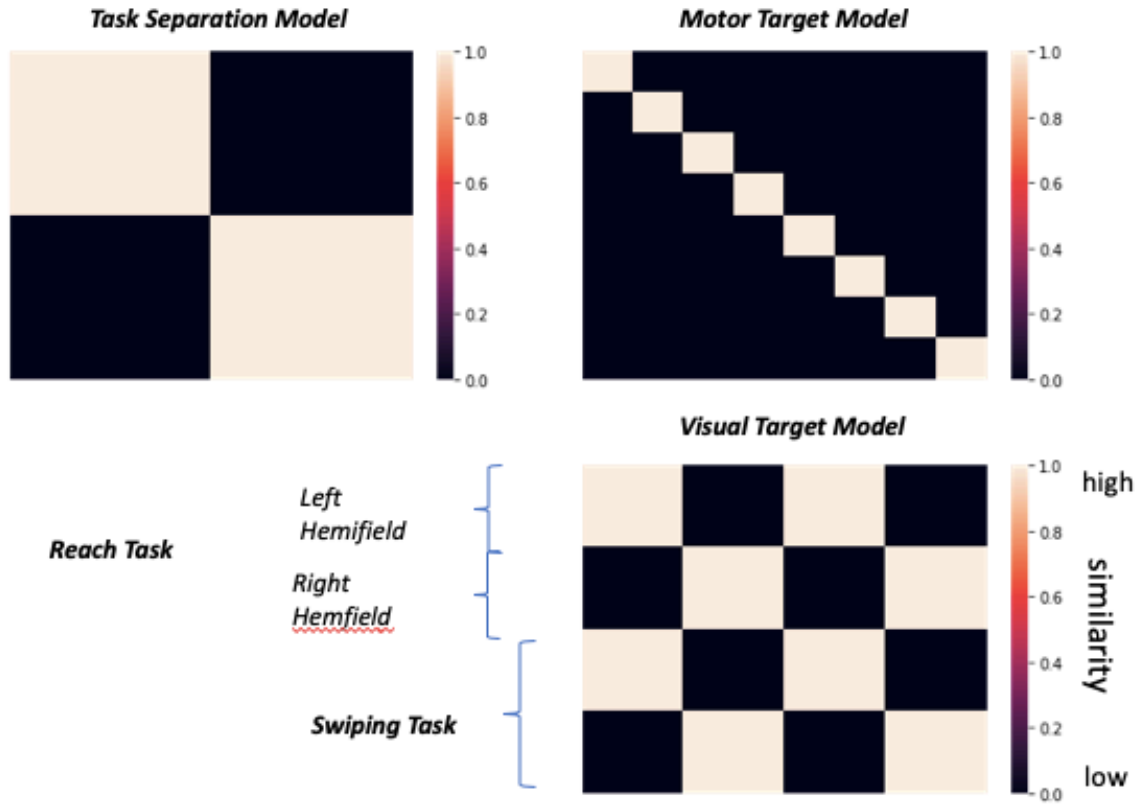 Task Separation Model
1.0
0.8
0.6
0.4
0.2
0.0
Motor Target Model
1.0
0.8
0.6
0.4
0.2
0.0
Visual Target Model
Reach Task
Left
Hemifield
Right
Hemfield
Swiping Task
1.0
0.8
0.6
0.4
0.2
0.0
high
similarity
low